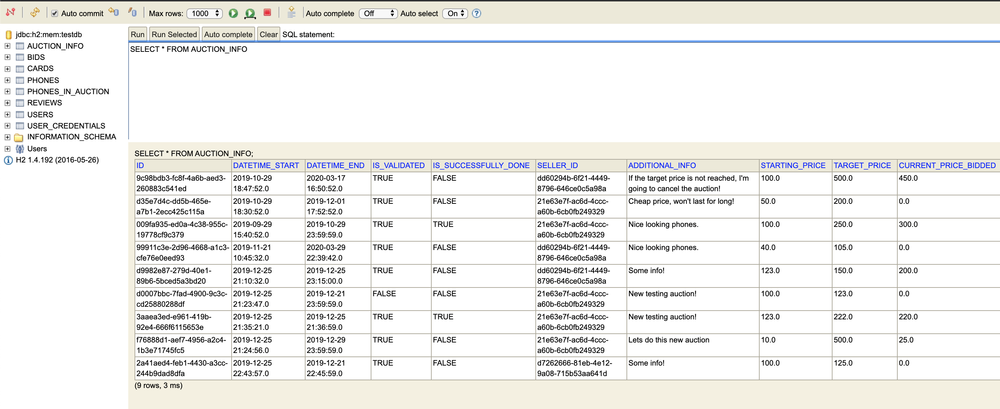 Auto commit Max rows: 1000 Auto complete Off Auto select On ?
jdbc:h2:mem:testdb
AUCTION_INFO
BIDS
CARDS
PHONES
PHONES_IN_AUCTION
REVIEWS
USERS
USER_CREDENTIALS
INFORMATION_SCHEMA
Users
H2 1.4.192 (2016-05-26)
Run Run Selected Auto complete Clear SQL statement:
SELECT * FROM AUCTION_INFO
SELECT * FROM AUCTION_INFO;
ID DATETIME_START DATETIME_END IS_VALIDATED IS_SUCCESSFULLY_DONE SELLER_ID ADDITIONAL_INFO STARTING_PRICE TARGET_PRICE CURRENT_PRICE_BIDDED
9c98bdb3-fc8f-4a6b-aed3- 2019-10-29 2020-03-17 TRUE FALSE dd60294b-6f21-4449- If the target price is not reached, I'm 100.0 500.0 450.0
260883c541ed 18:47:52.0 16:50:52.0 8796-646ce0c5a98a going to cancel the auction!
d35e7d4c-dd5b-465e- 2019-10-29 2019-12-01 TRUE FALSE 21e63e7f-ac6d-4ccc- Cheap price, won't last for long! 50.0 200.0 0.0
a7b1-2ecc425c115a 18:30:52.0 17:52:52.0 a60b-6cb0fb249329
009fa935-ed0a-4c38-955c- 2019-09-29 2019-10-29 TRUE TRUE 21e63e7f-ac6d-4ccc- Nice looking phones. 100.0 250.0 300.0
19778cf9c379 15:40:52.0 23:59:59.0 a60b-6cb0fb249329
99911c3e-2d96-4668-a1c3- 2019-11-21 2020-03-29 TRUE FALSE dd60294b-6f21-4449- Nice looking phones. 40.0 105.0 0.0
cfe76e0eed93 10:45:32.0 22:39:42.0 8796-646ce0c5a98a
d9982e87-279d-40e1- 2019-12-25 2019-12-25 TRUE FALSE dd60294b-6f21-4449- Some info! 123.0 150.0 200.0
89b6-5bced5a3bd20 21:10:32.0 23:15:00.0 8796-646ce0c5a98a
d0007bbc-7fad-4900-9c3c- 2019-12-25 2019-12-21 FALSE FALSE 21e63e7f-ac6d-4ccc- New testing auction! 100.0 123.0 0.0
cd25880288df 21:23:47.0 23:59:59.0 a60b-6cb0fb249329
3aaea3ed-e961-419b- 2019-12-25 2019-12-25 TRUE TRUE 21e63e7f-ac6d-4ccc- New testing auction! 123.0 222.0 220.0
92e4-666f6115653e 21:35:21.0 21:36:59.0 a60b-6cb0fb249329
f76888d1-aef7-4956-a2c4- 2019-12-25 2019-12-29 TRUE FALSE 21e63e7f-ac6d-4ccc- Lets do this new auction 10.0 500.0 25.0
1b3e71745fc5 21:24:56.0 23:59:59.0 a60b-6cb0fb249329
2a41aed4-feb1-4430-a3cc- 2019-12-25 2019-12-21 TRUE FALSE d7262666-81eb-4e12- Some info! 100.0 125.0 0.0
244b9dad8dfa 22:43:57.0 22:45:59.0 9a08-715b53aa641d
(9 rows, 3 ms)